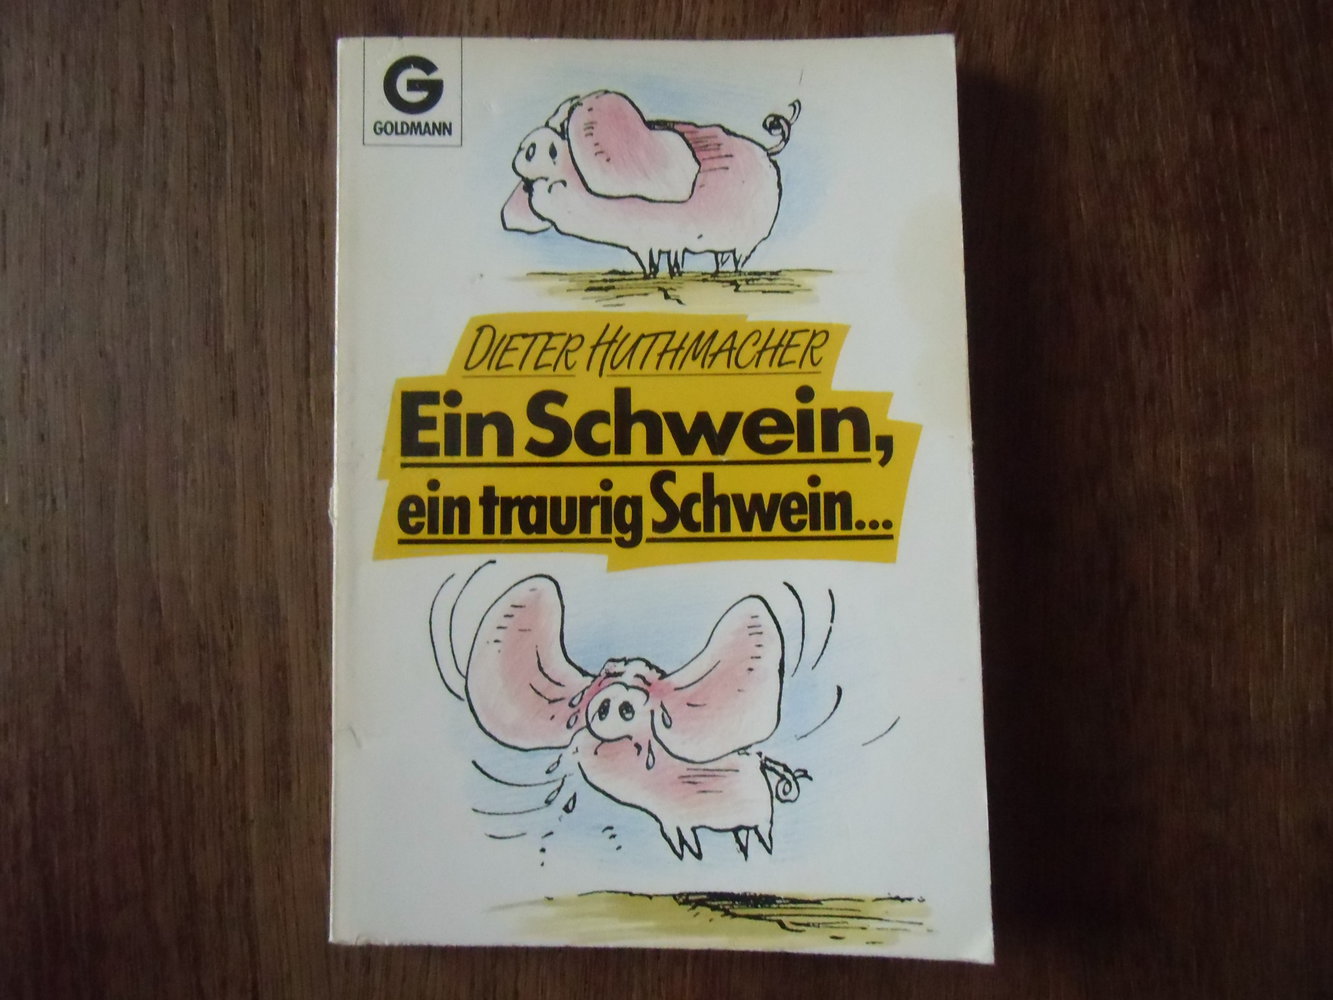 G
GOLDMANN
DIETER HUTHMACHER
Ein Schwein,
ein traurig Schwein...